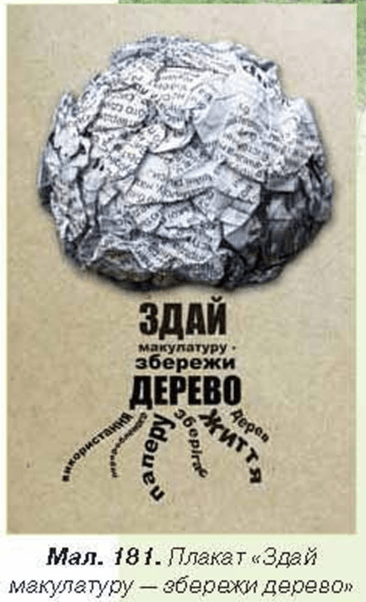 ЗДАЙ
макулатуру -
збережи
ДЕРЕВО
використання
паперу
зберігає
життя
дерев
Мал. 181. Плакат «Здай
макулатуру — збережи дерево»